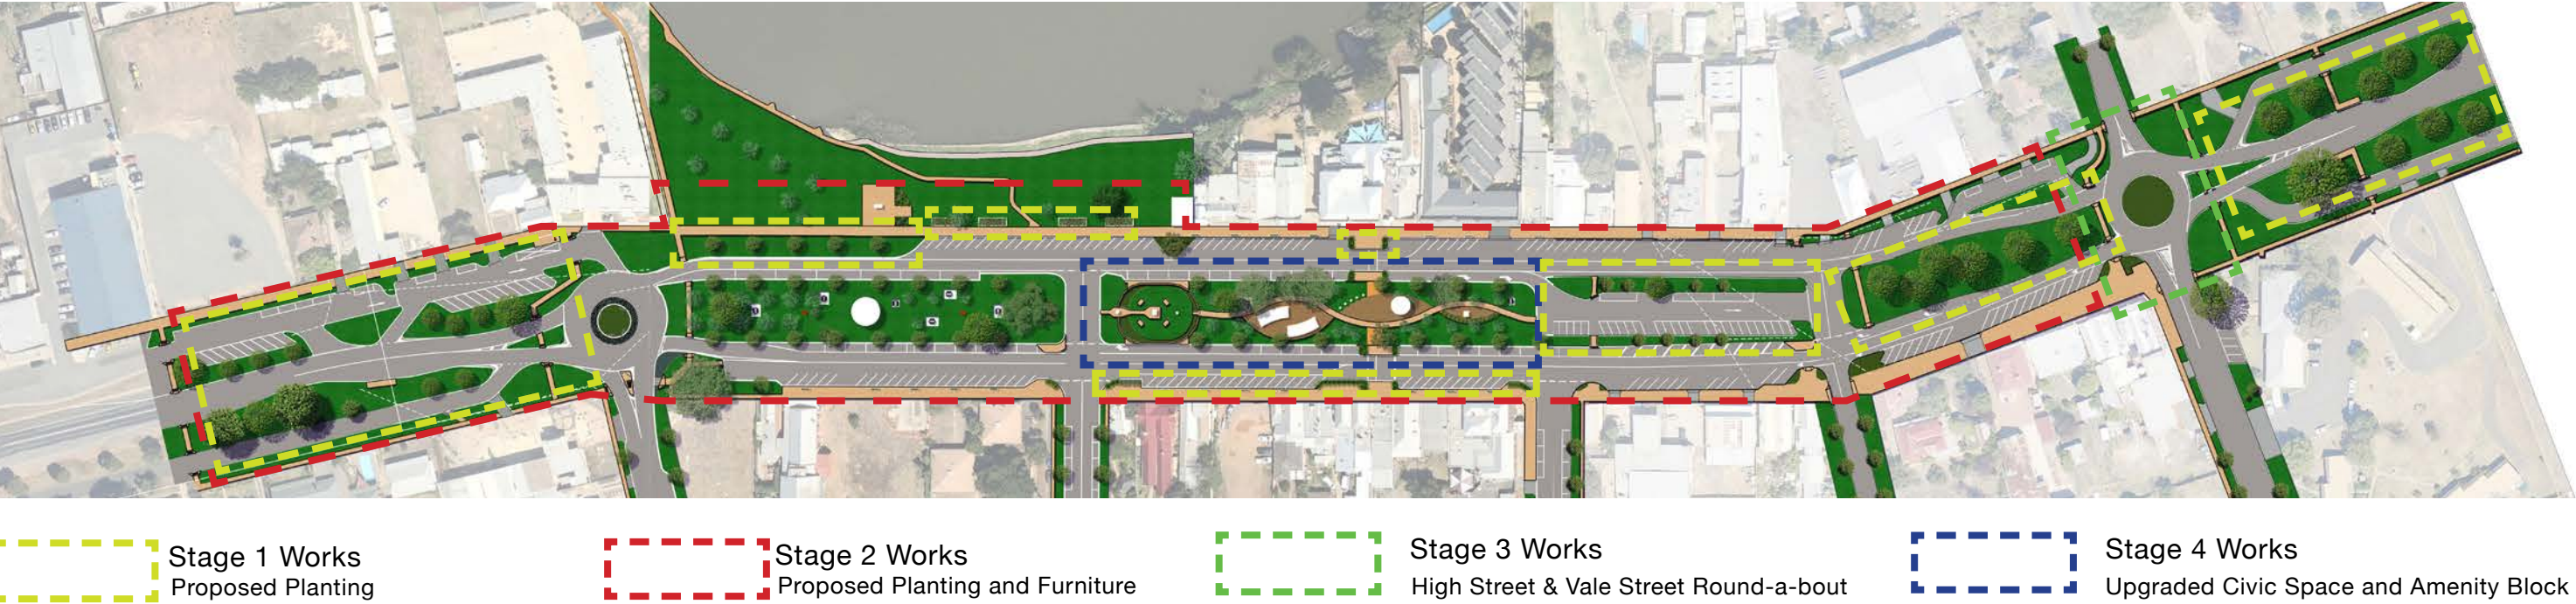 Stage 1 Works
Proposed Planting
Stage 2 Works
Proposed Planting and Furniture
Stage 3 Works
High Street & Vale Street Round-a-bout
Stage 4 Works
Upgraded Civic Space and Amenity Block